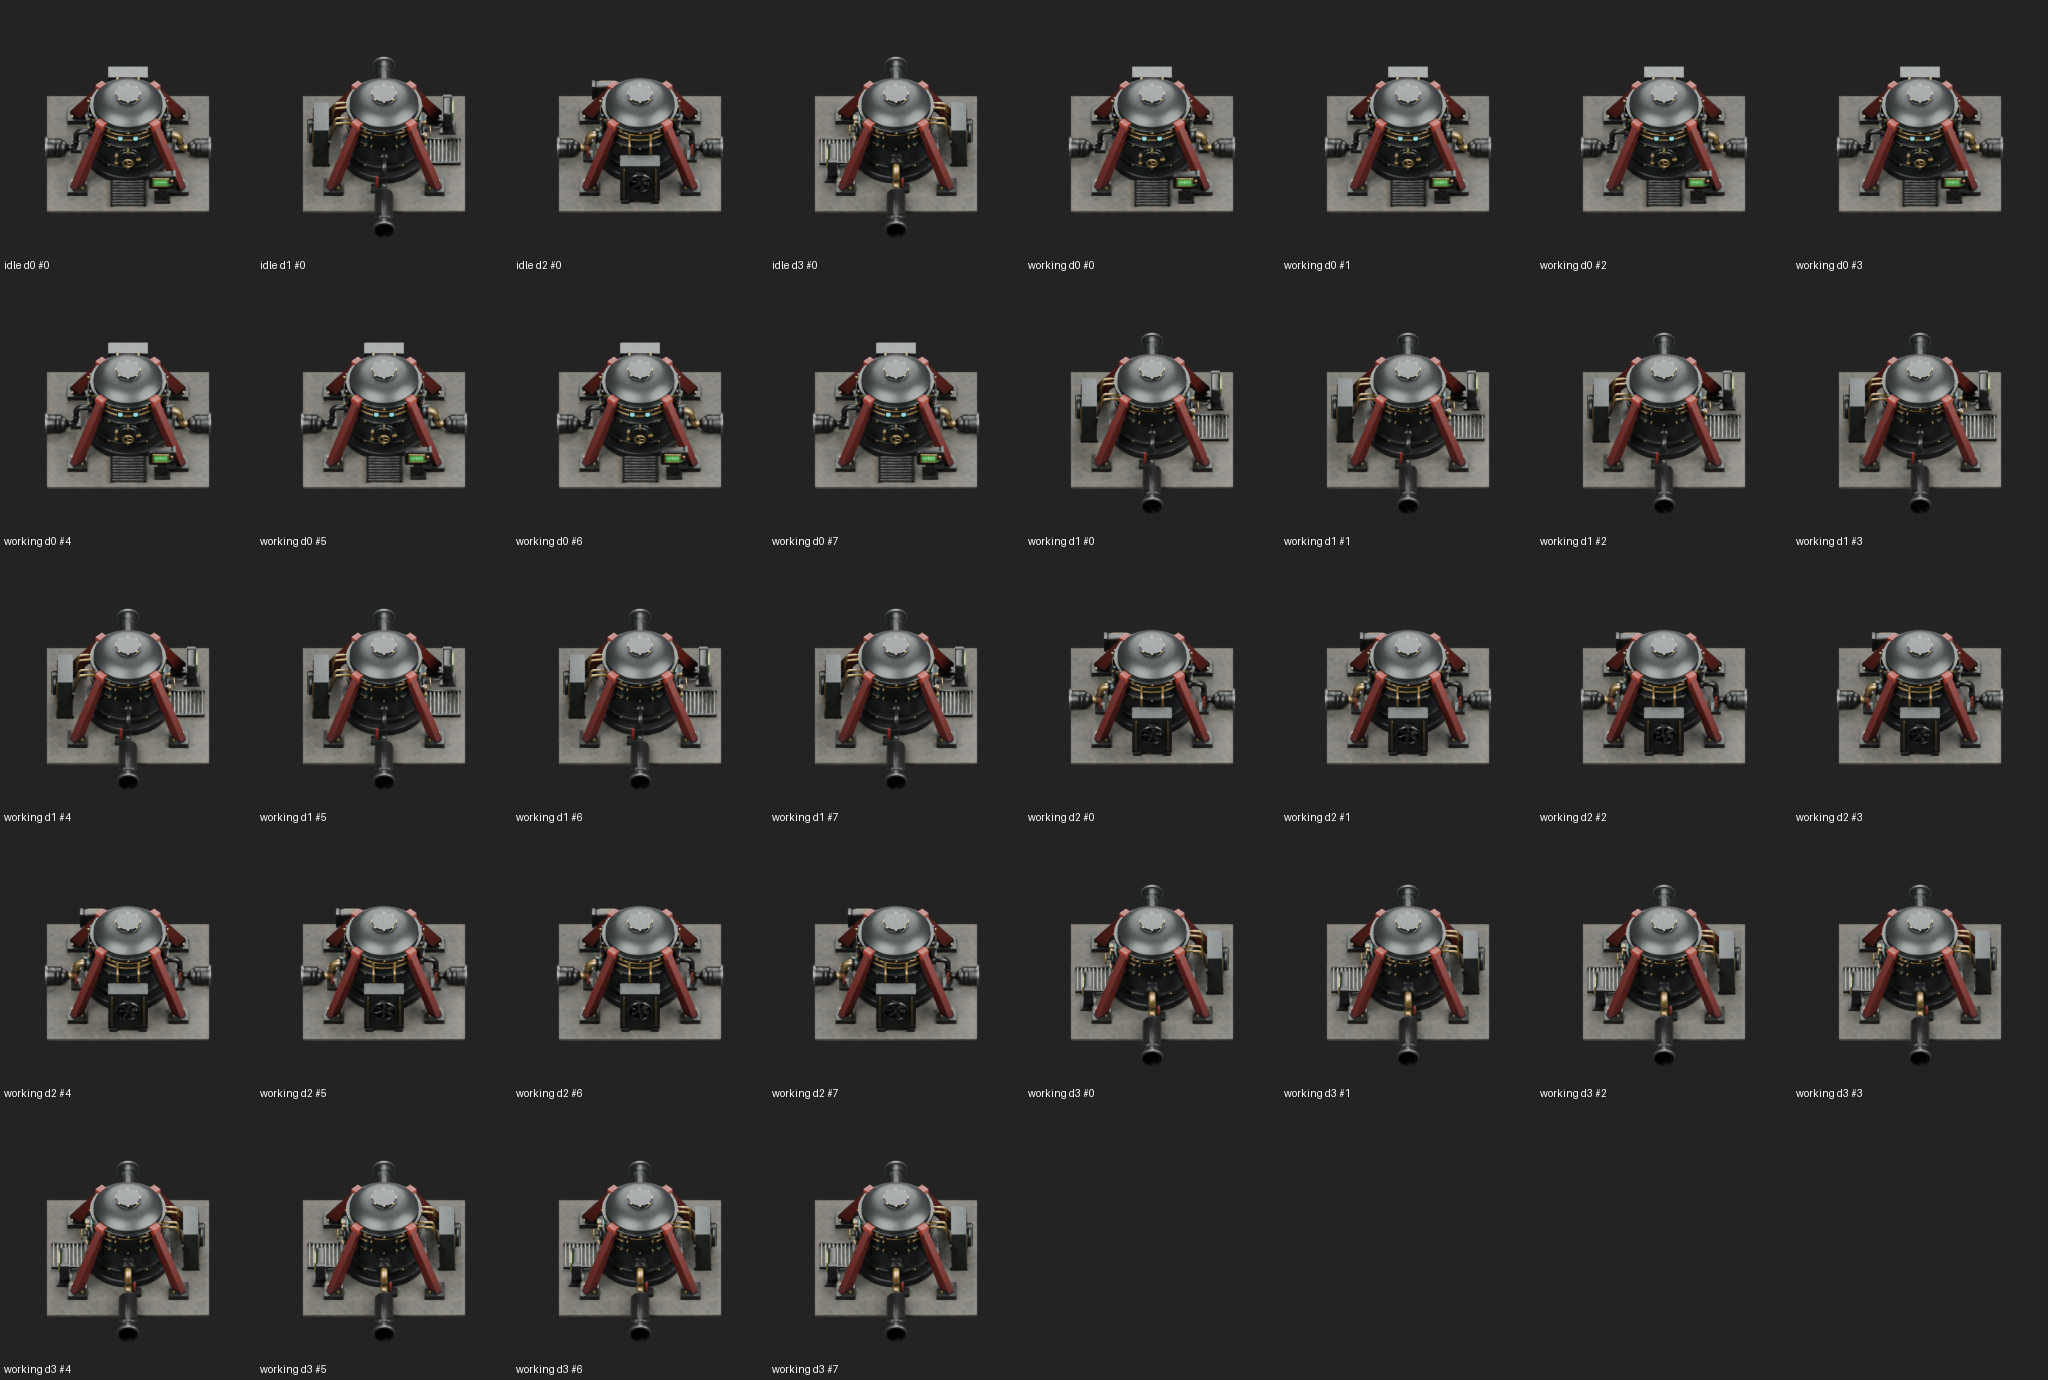 idle d0 #0
idle d1 #0
idle d2 #0
idle d3 #0
working d0 #0
working d0 #1
working d0 #2
working d0 #3
working d0 #4
working d0 #5
working d0 #6
working d0 #7
working d1 #0
working d1 #1
working d1 #2
working d1 #3
working d1 #4
working d1 #5
working d1 #6
working d1 #7
working d2 #0
working d2 #1
working d2 #2
working d2 #3
working d2 #4
working d2 #5
working d2 #6
working d2 #7
working d3 #0
working d3 #1
working d3 #2
working d3 #3
working d3 #4
working d3 #5
working d3 #6
working d3 #7